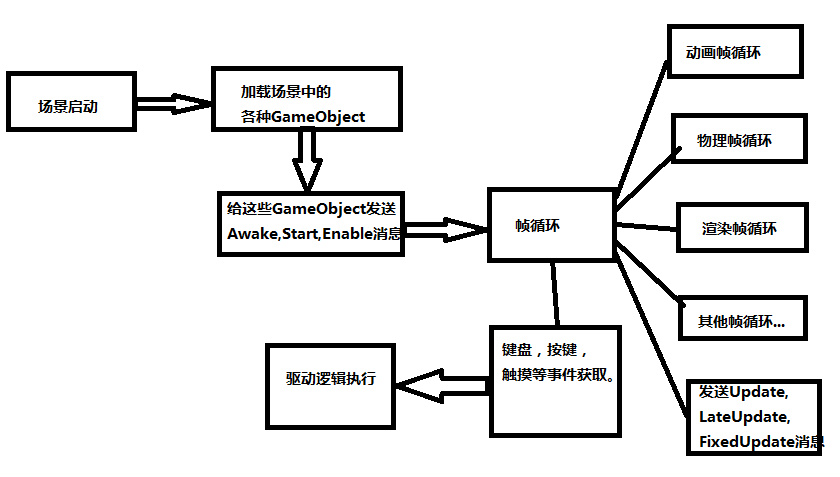 场景启动
加载场景中的
各种GameObject
给这些GameObject发送
Awake,Start,Enable消息
帧循环
动画帧循环
物理帧循环
渲染帧循环
其他帧循环...
发送Update,
LateUpdate,
FixedUpdate消息
键盘，按键，
触摸等事件获取。
驱动逻辑执行